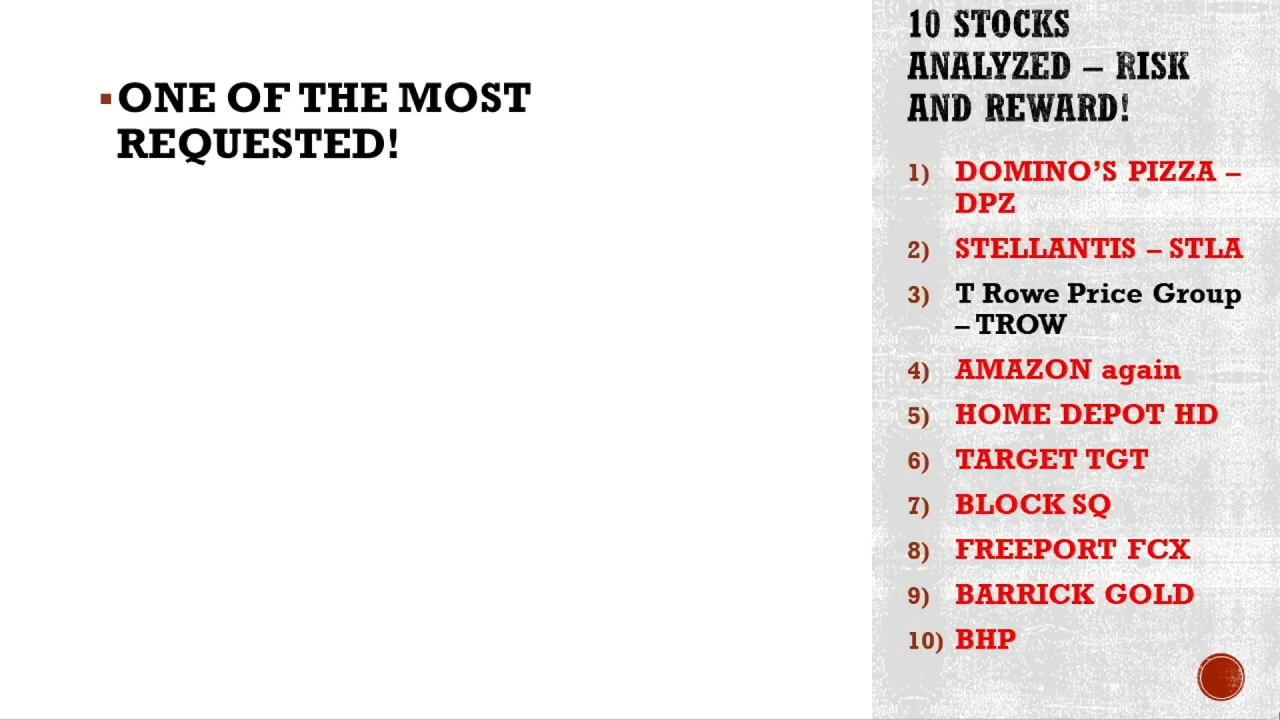 ▪ONE OF THE MOST
REQUESTED!
10 STOCKS
ANALYZED – RISK
AND REWARD!
1) DOMINO’S PIZZA –
DPZ
2) STELLANTIS – STLA
3) T Rowe Price Group
– TROW
4) AMAZON again
5) HOME DEPOT HD
6) TARGET TGT
7) BLOCK SQ
8) FREEPORT FCX
9) BARRICK GOLD
10) BHP